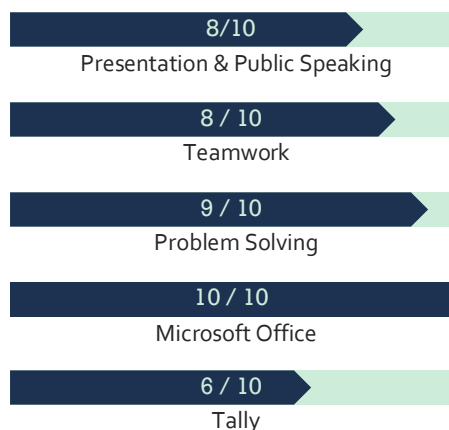 8/10
Presentation & Public Speaking
8 / 10
Teamwork
9 / 10
Problem Solving
10 / 10
Microsoft Office
6 / 10
Tally